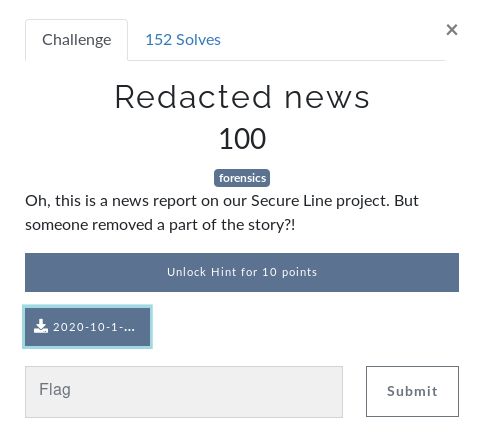 Challenge
152 Solves
×
Redacted news
100
forensics
Oh, this is a news report on our Secure Line project. But
someone removed a part of the story?!
Unlock Hint for 10 points
2020-10-1-...
Flag
Submit